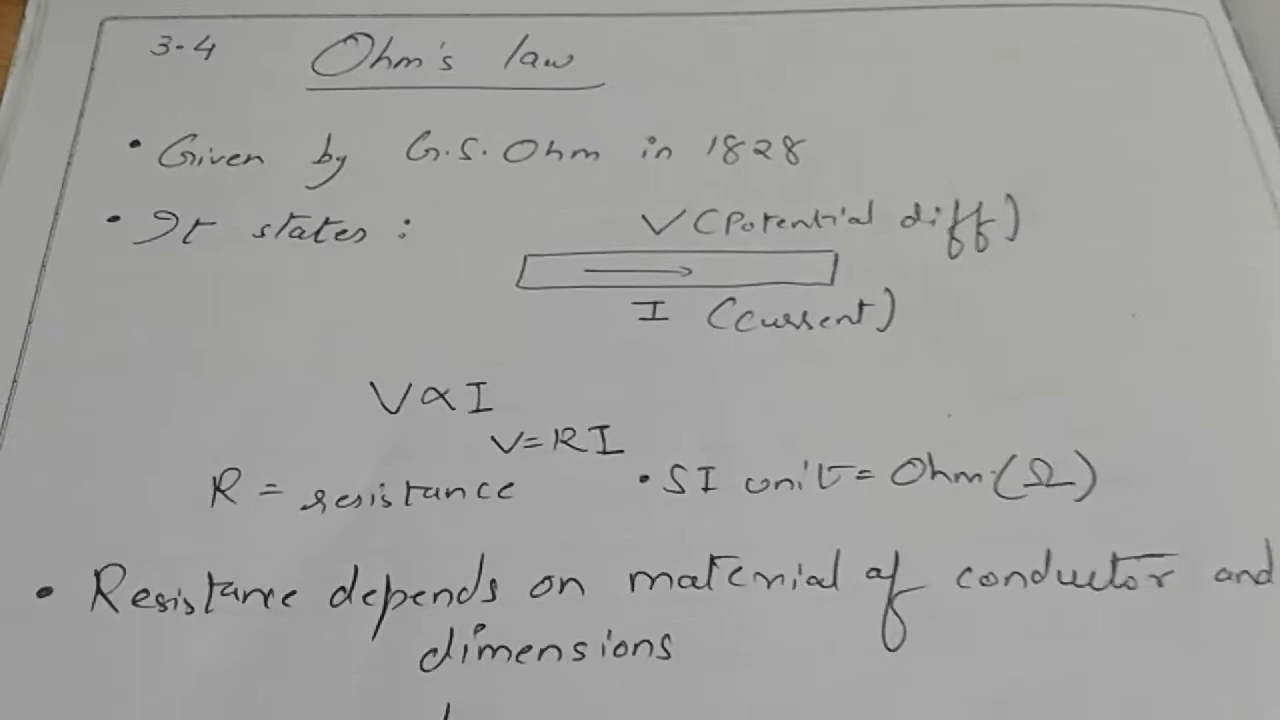 3-4 Ohm's law
• Given by G.S. Ohm in 1828
• It states :
V (Potential diff)
I (current)
V ∝ I
V = RI
R = resistance
• SI unit = Ohm (Ω)
• Resistance depends on material of conductor and
dimensions